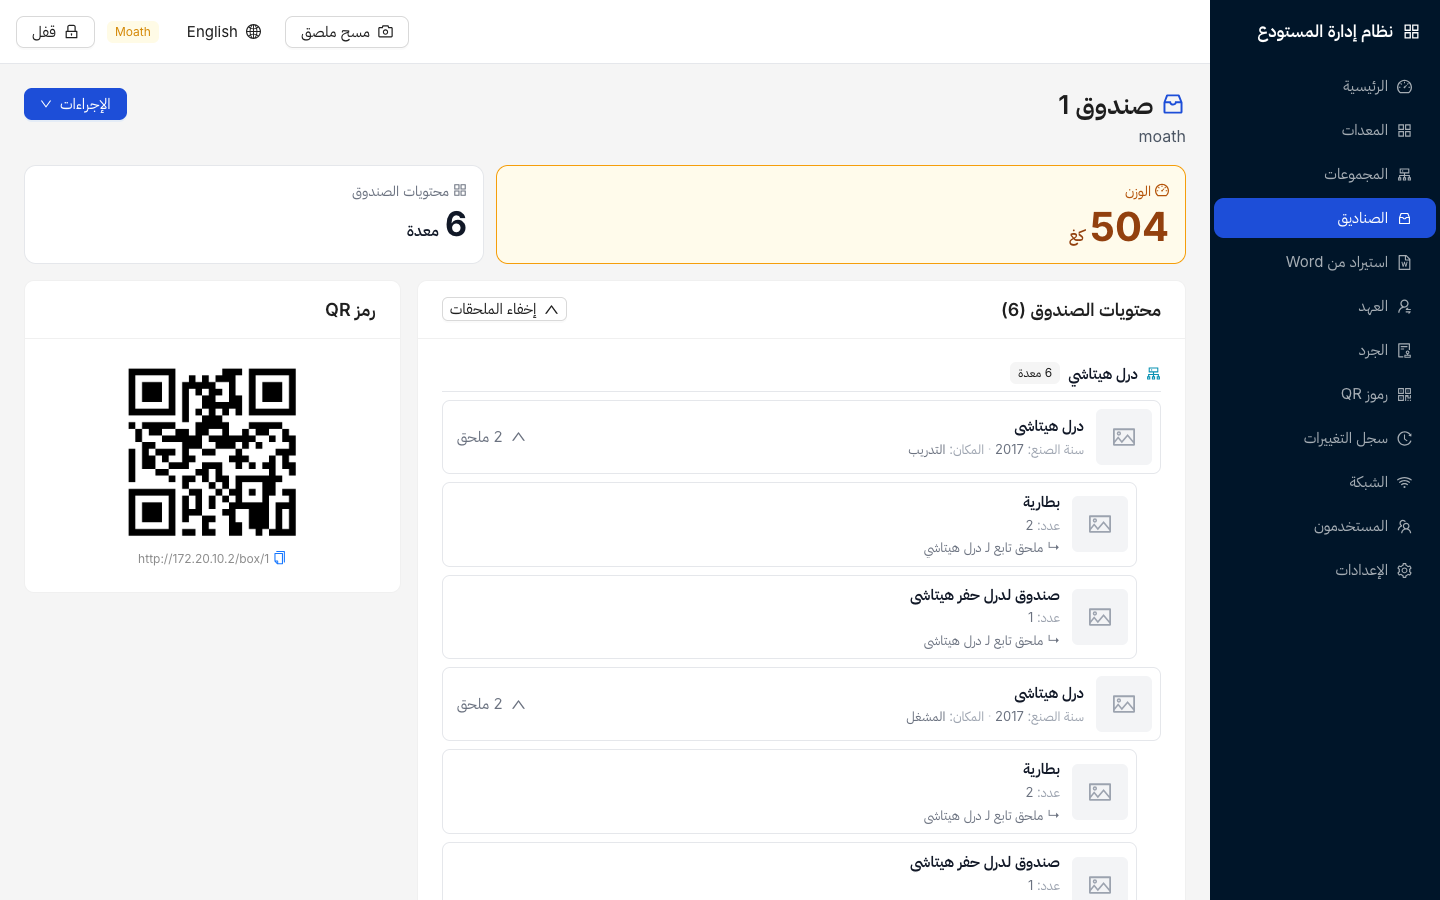 نظام إدارة المستودع
الرئيسية
المعدات
المجموعات
الصناديق
استيراد من Word
العهد
الجرد
رموز QR
سجل التغييرات
الشبكة
المستخدمون
الإعدادات
مسح ملصق
English
Moath
قفل
صندوق 1
moath
الإجراءات
الوزن
504 كغ
محتويات الصندوق
6 معدة
محتويات الصندوق (6)
إخفاء الملحقات
درل هيتاشي
6 معدة
درل هيتاشي
سنة الصنع: 2017 · المكان: التدريب
2 ملحق
بطارية
عدد: 2
ملحق تابع لـ درل هيتاشي
صندوق لدرل حفر هيتاشي
عدد: 1
ملحق تابع لـ درل هيتاشي
درل هيتاشي
سنة الصنع: 2017 · المكان: المشغل
2 ملحق
بطارية
عدد: 2
ملحق تابع لـ درل هيتاشي
صندوق لدرل حفر هيتاشي
عدد: 1
رمز QR
http://172.20.10.2/box/1